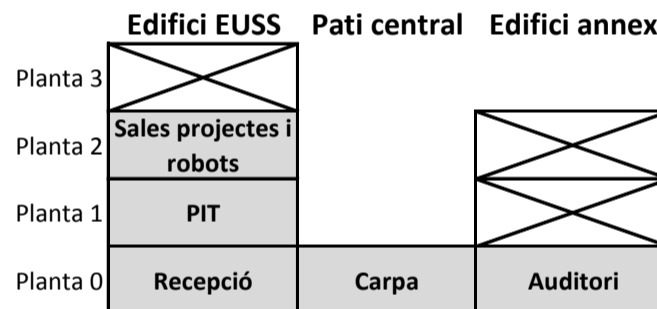 Edifici EUSS Pati central Edifici annex
Planta 3
Planta 2 Sales projectes i
robots
Planta 1 PIT
Planta 0 Recepció Carpa Auditori